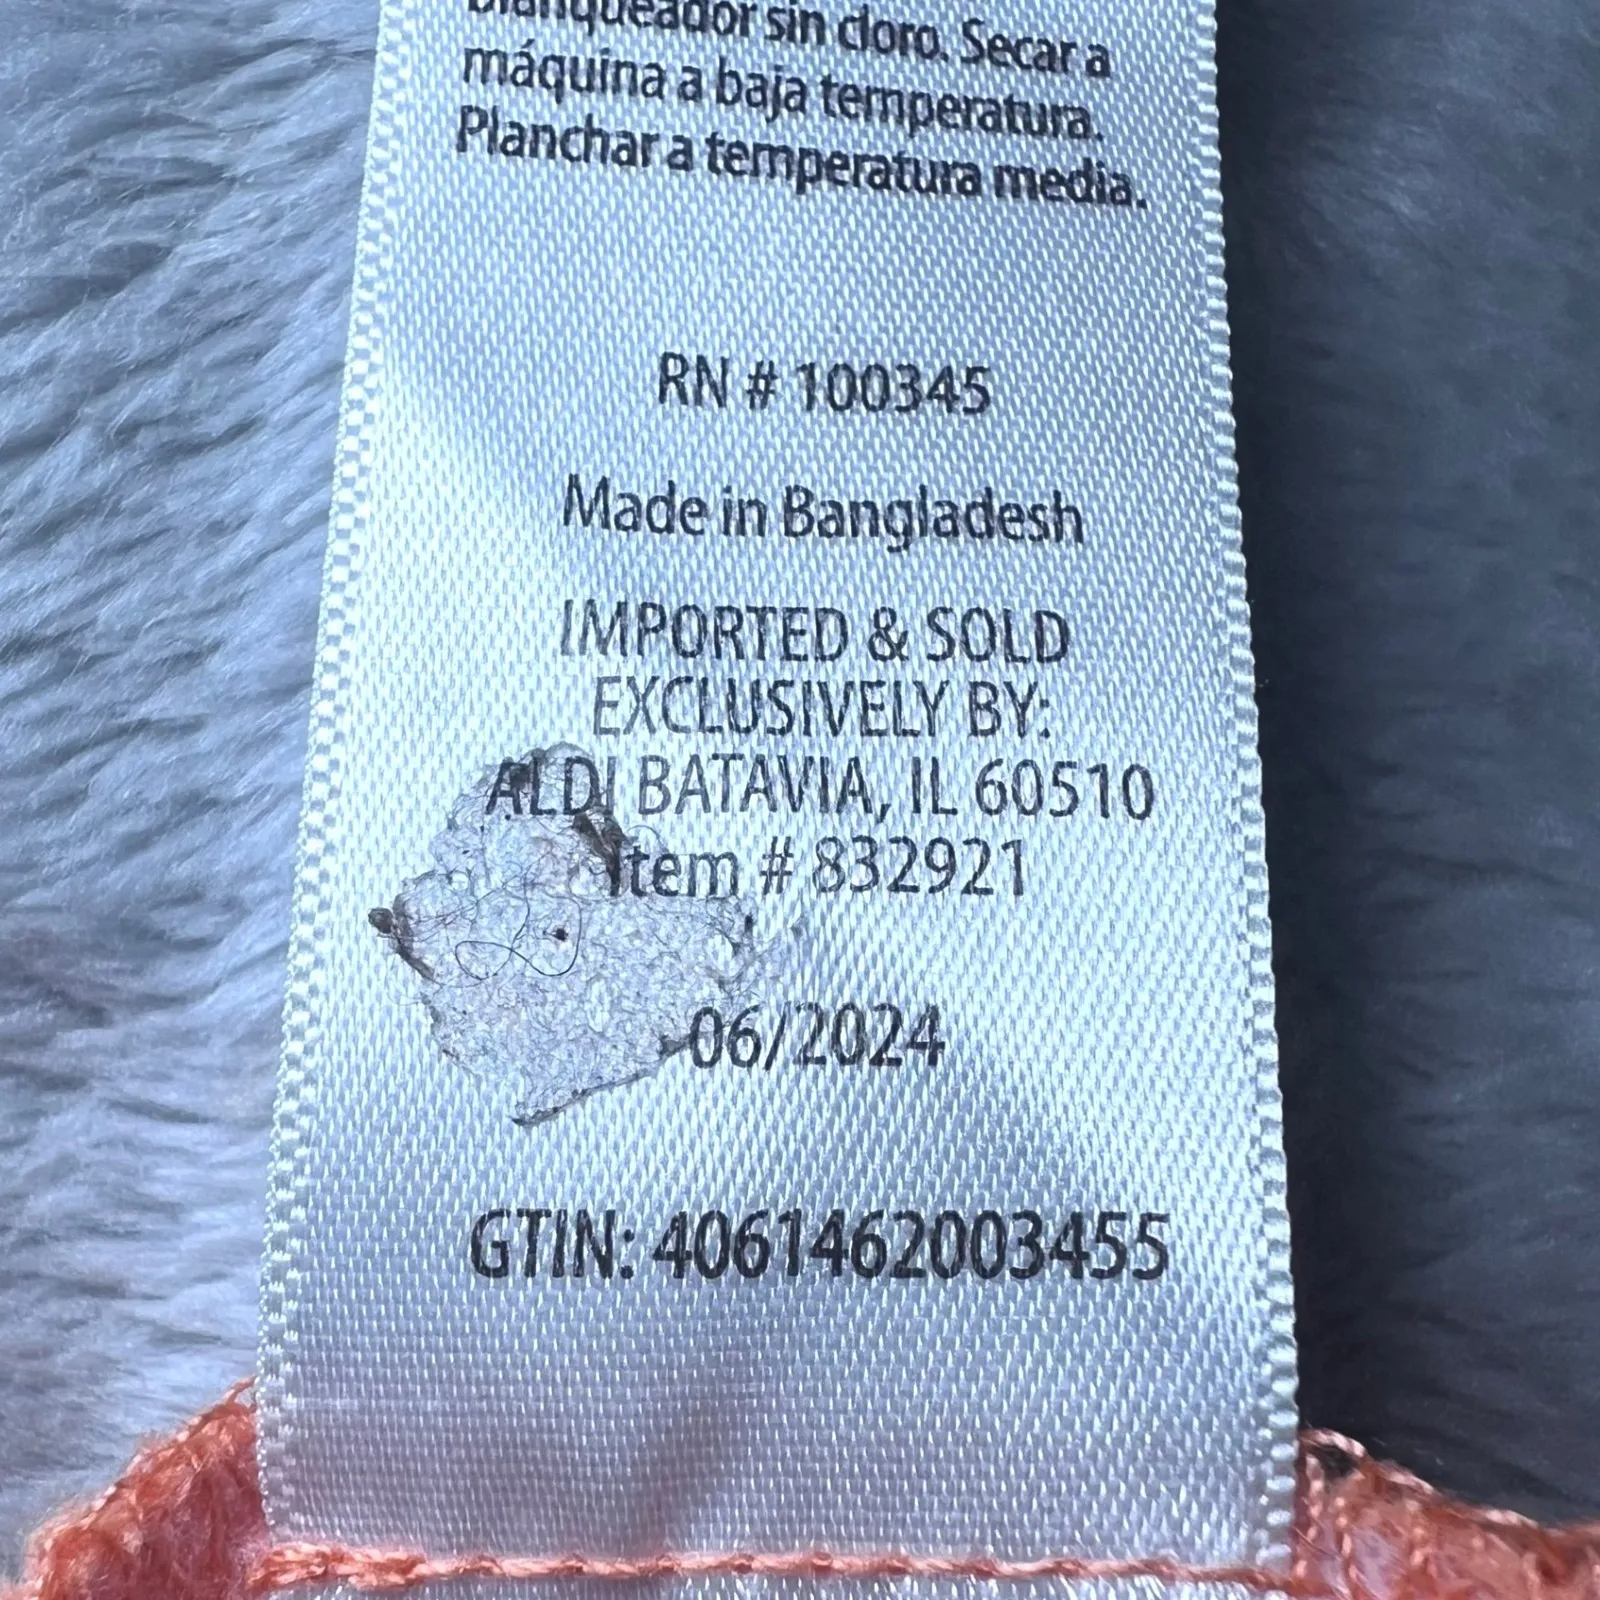 blanqueador sin cloro. Secar a
máquina a baja temperatura.
Planchar a temperatura media.
RN # 100345
Made in Bangladesh
IMPORTED & SOLD
EXCLUSIVELY BY:
ALDI BATAVIA, IL 60510
Item # 832921
06/2024
GTIN: 4061462003455